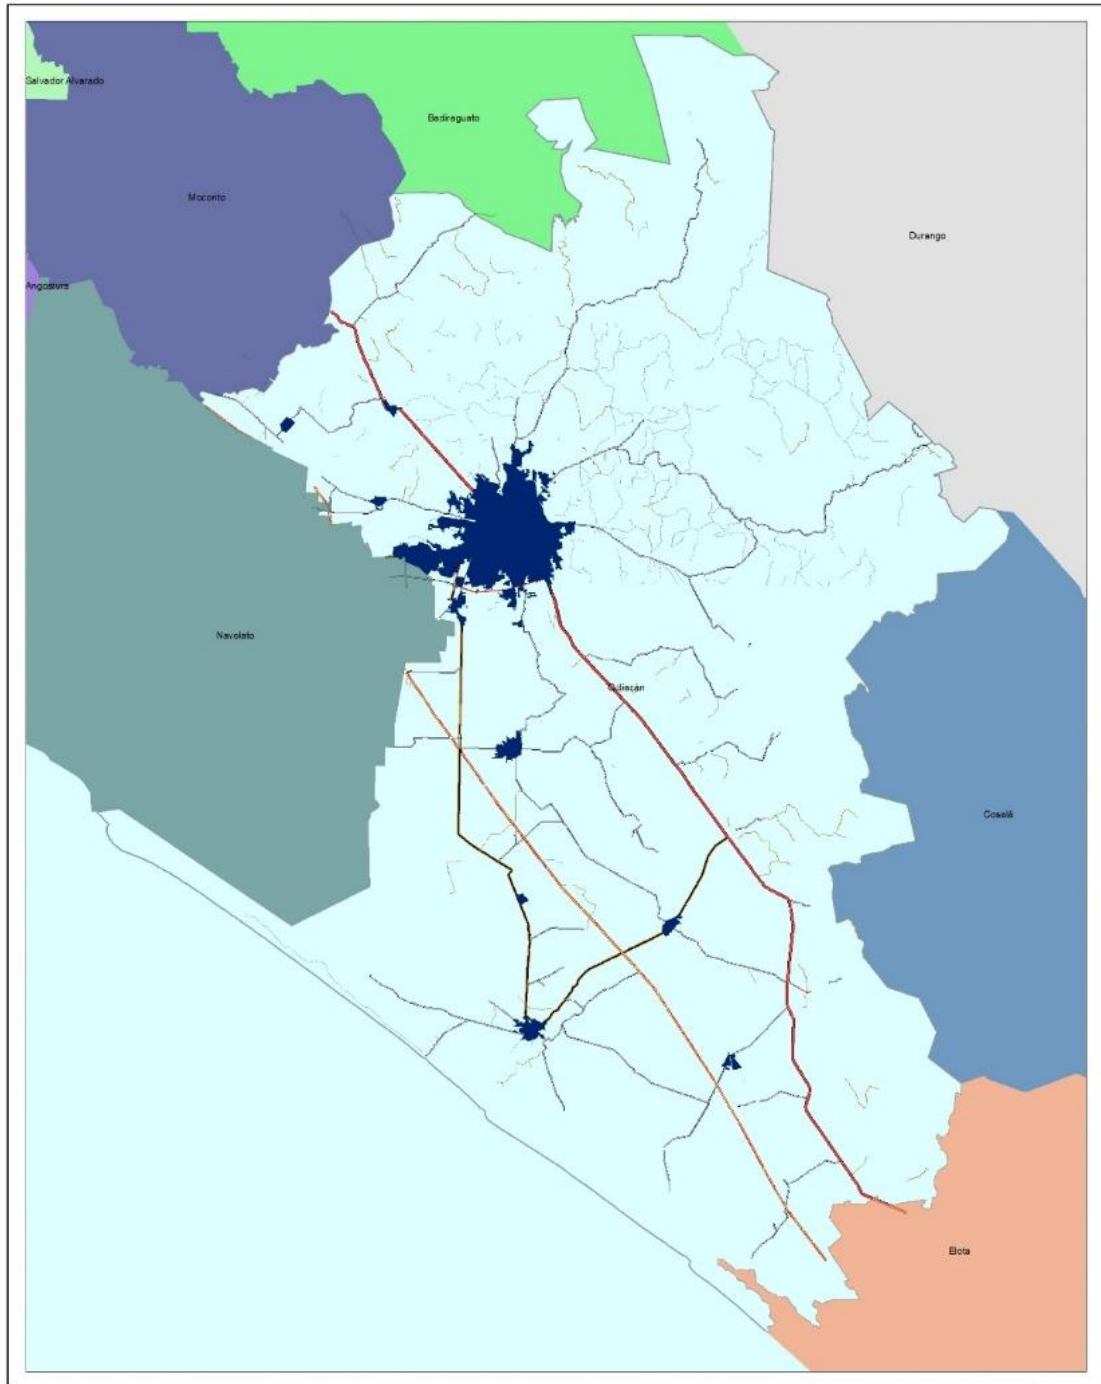 Salvador Alvarado
Badiraguato
Mocorito
Durango
Angostura
Navolato
Culiacán
Cosalá
Elota